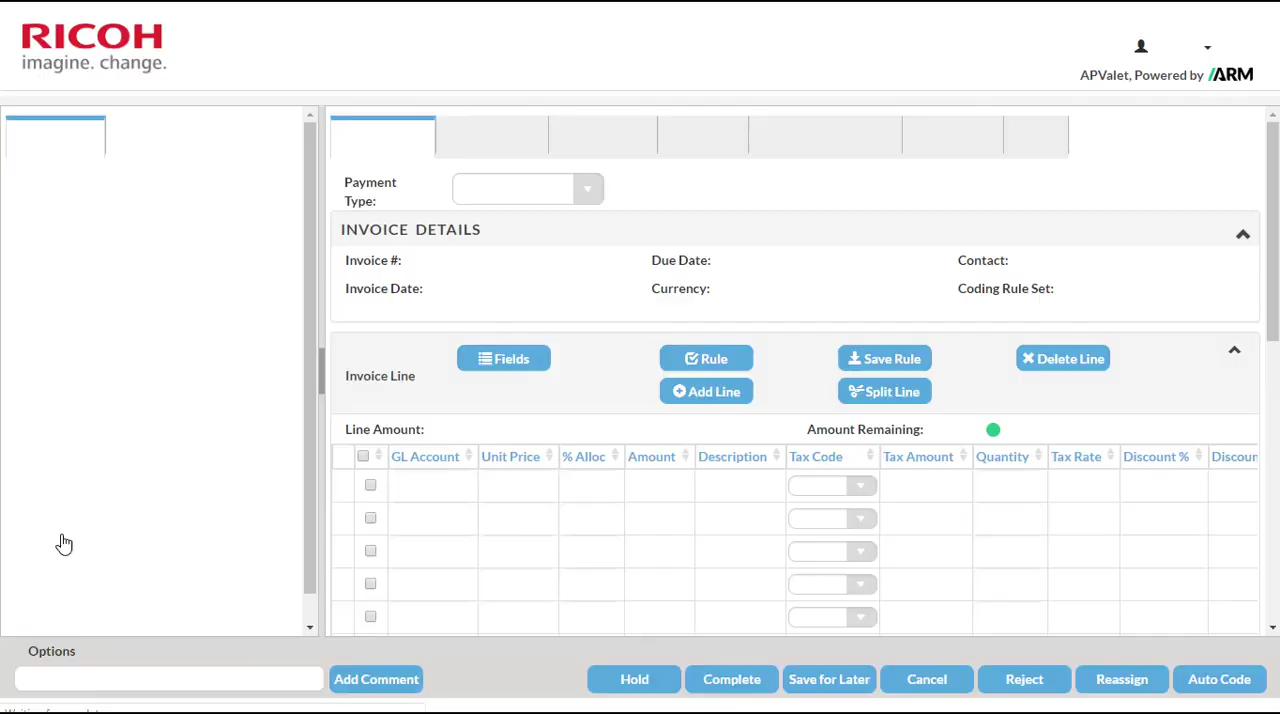 RICOH
imagine. change.
APValet, Powered by /ARM
Payment
Type:
INVOICE DETAILS
Invoice #:
Due Date:
Contact:
Invoice Date:
Currency:
Coding Rule Set:
Fields
Rule
Save Rule
Delete Line
Invoice Line
Add Line
Split Line
Line Amount:
Amount Remaining:
GL Account Unit Price % Alloc Amount Description Tax Code Tax Amount Quantity Tax Rate Discount % Discoun
Options
Add Comment
Hold
Complete
Save for Later
Cancel
Reject
Reassign
Auto Code